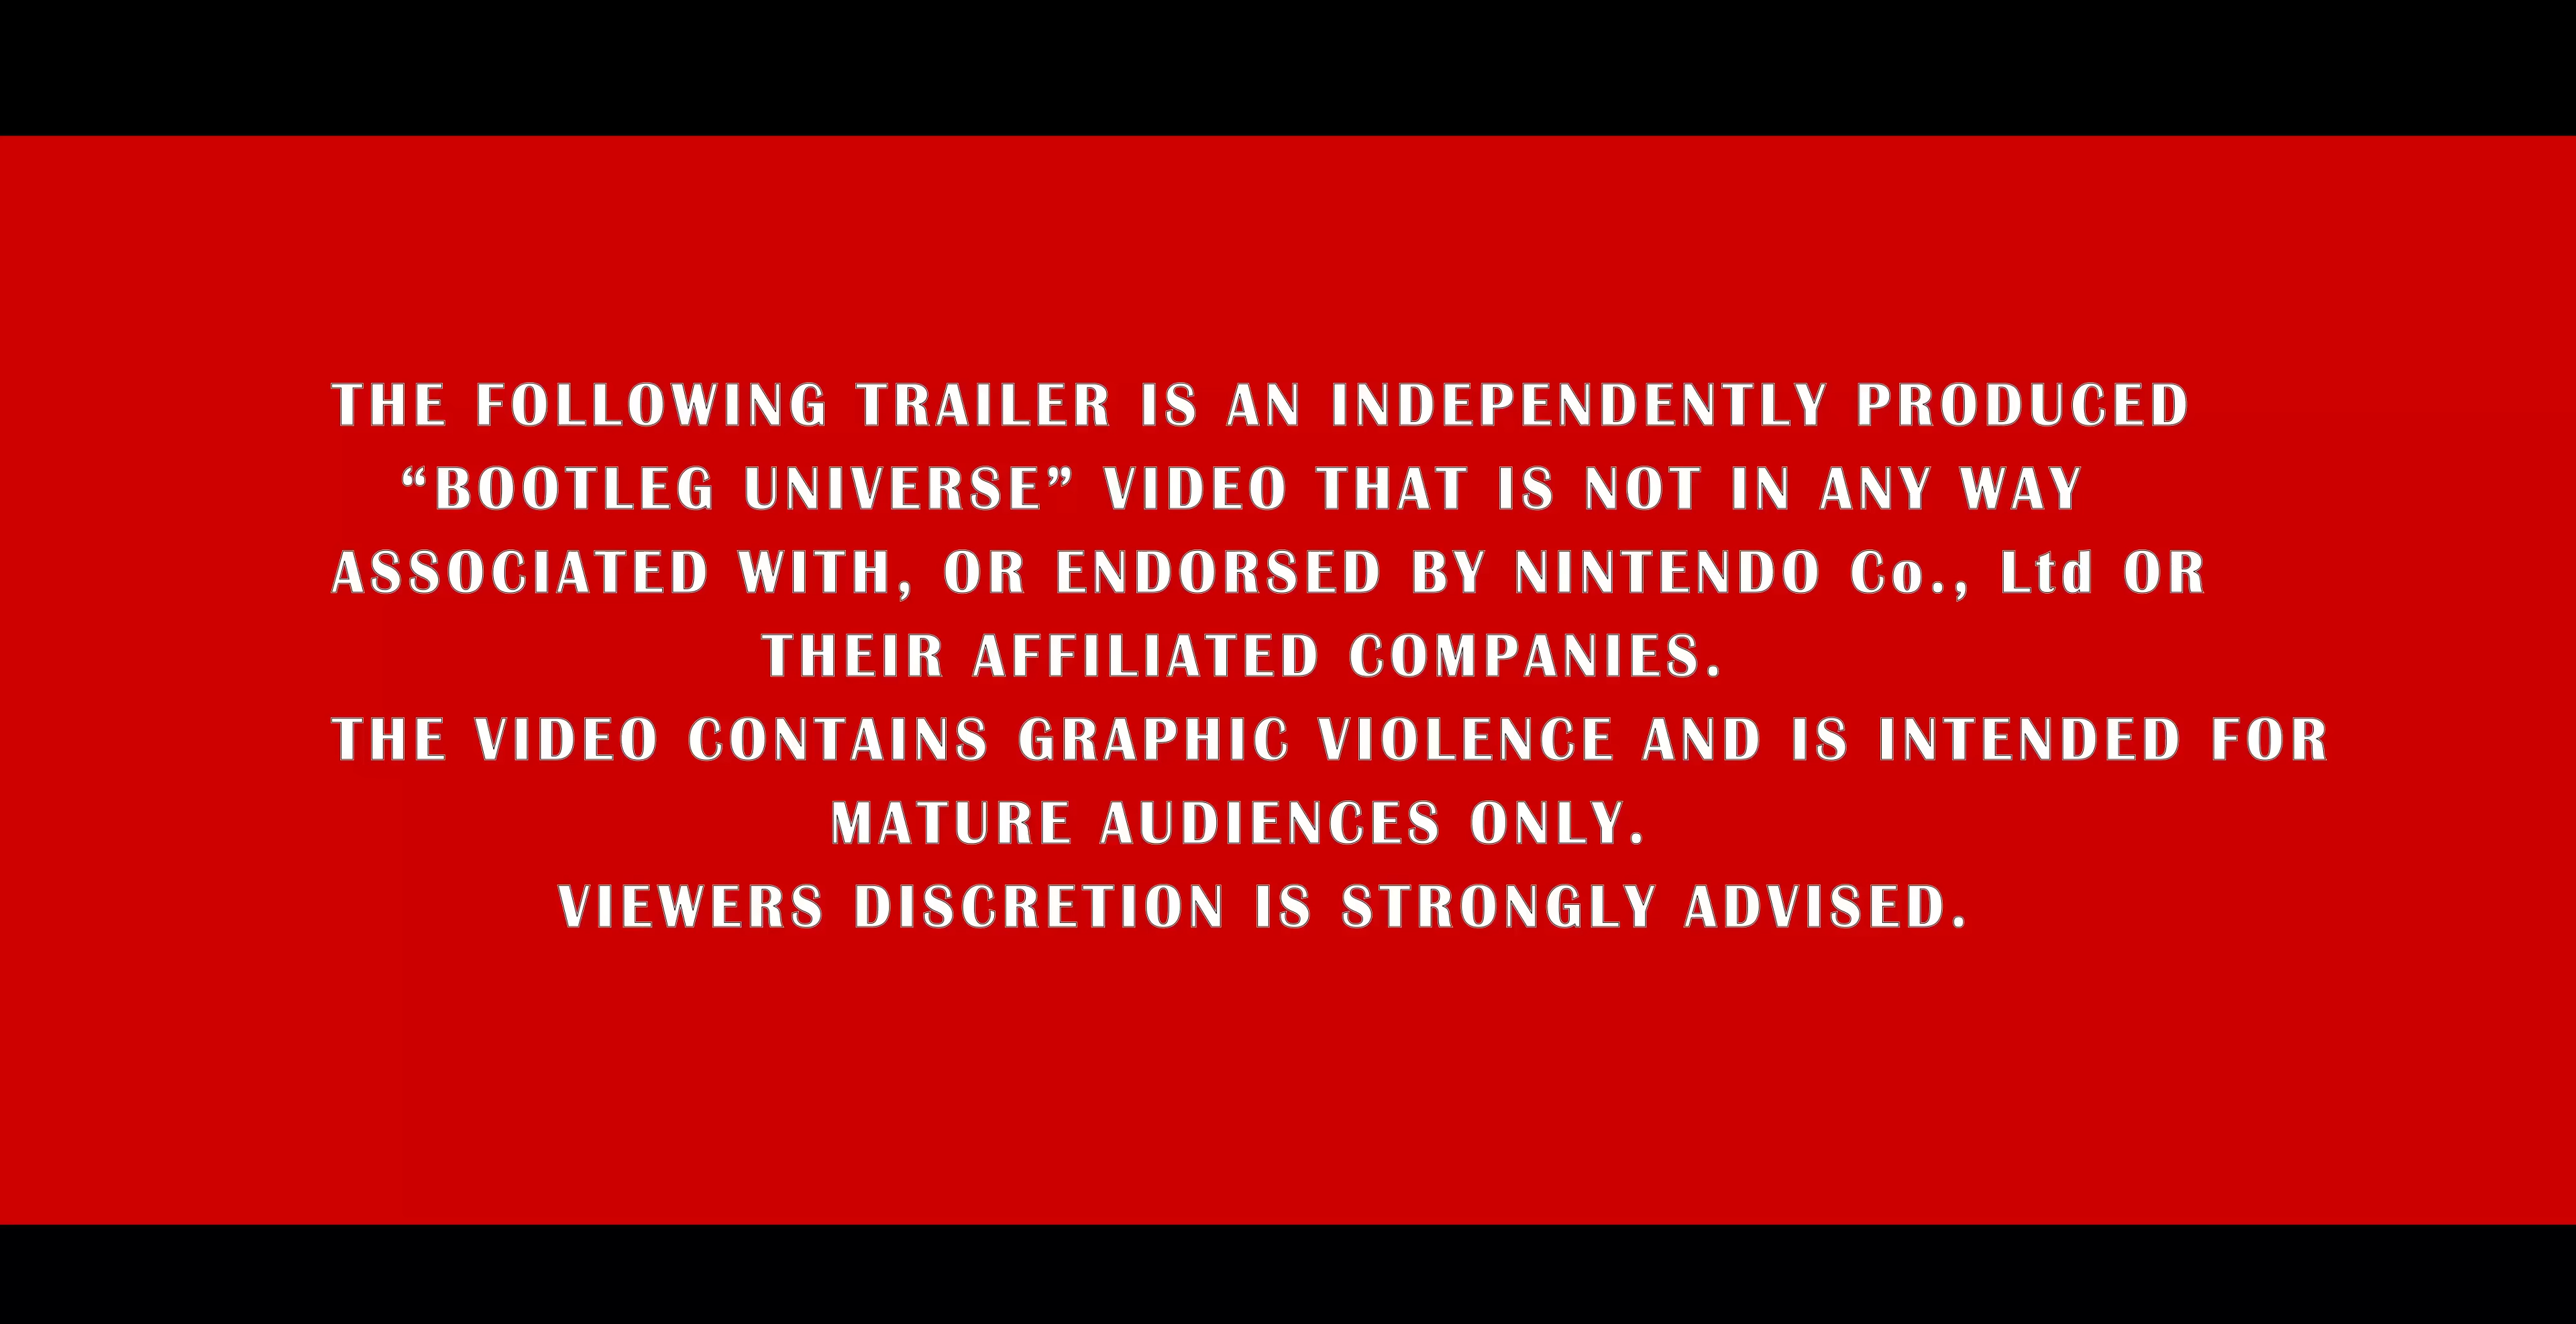 THE FOLLOWING TRAILER IS AN INDEPENDENTLY PRODUCED
“BOOTLEG UNIVERSE” VIDEO THAT IS NOT IN ANY WAY
ASSOCIATED WITH, OR ENDORSED BY NINTENDO Co., Ltd OR
THEIR AFFILIATED COMPANIES.
THE VIDEO CONTAINS GRAPHIC VIOLENCE AND IS INTENDED FOR
MATURE AUDIENCES ONLY.
VIEWERS DISCRETION IS STRONGLY ADVISED.